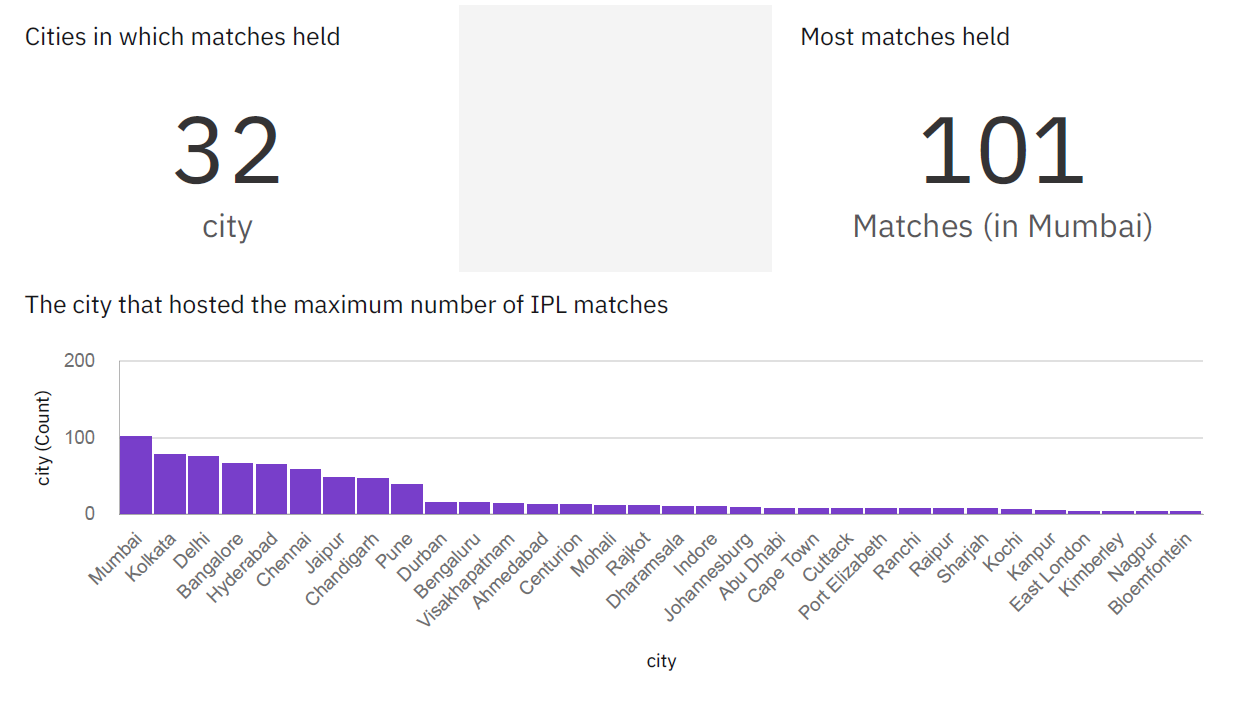 Cities in which matches held
32
city
Most matches held
101
Matches (in Mumbai)
The city that hosted the maximum number of IPL matches
200
100
0
city (Count)
Mumbai
Kolkata
Delhi
Bangalore
Hyderabad
Chennai
Jaipur
Chandigarh
Pune
Durban
Bengaluru
Visakhapatnam
Ahmedabad
Centurion
Mohali
Rajkot
Dharamsala
Indore
Johannesburg
Abu Dhabi
Cape Town
Cuttack
Port Elizabeth
Ranchi
Raipur
Sharjah
Kochi
Kanpur
East London
Kimberley
Nagpur
Bloemfontein
city